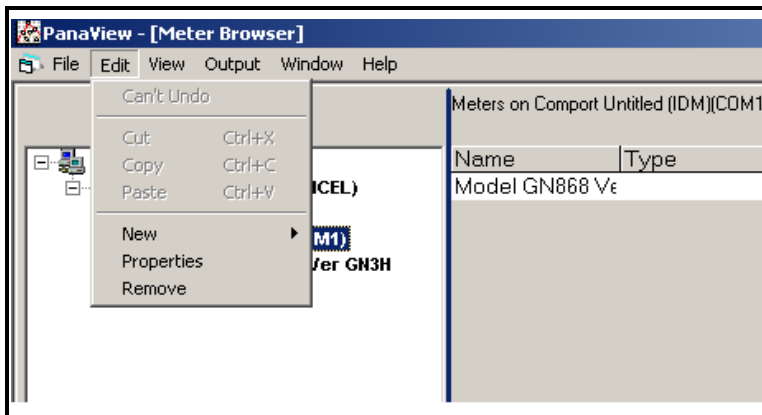 PanaView - [Meter Browser]
File Edit View Output Window Help
Can't Undo
Meters on Comport Untitled (IDM)(COM1
Cut Ctrl+X
Name Type
Copy Ctrl+C
Model GN868 Ve
Paste Ctrl+V
ICEL)
New
M1)
Properties
Ver GN3H
Remove